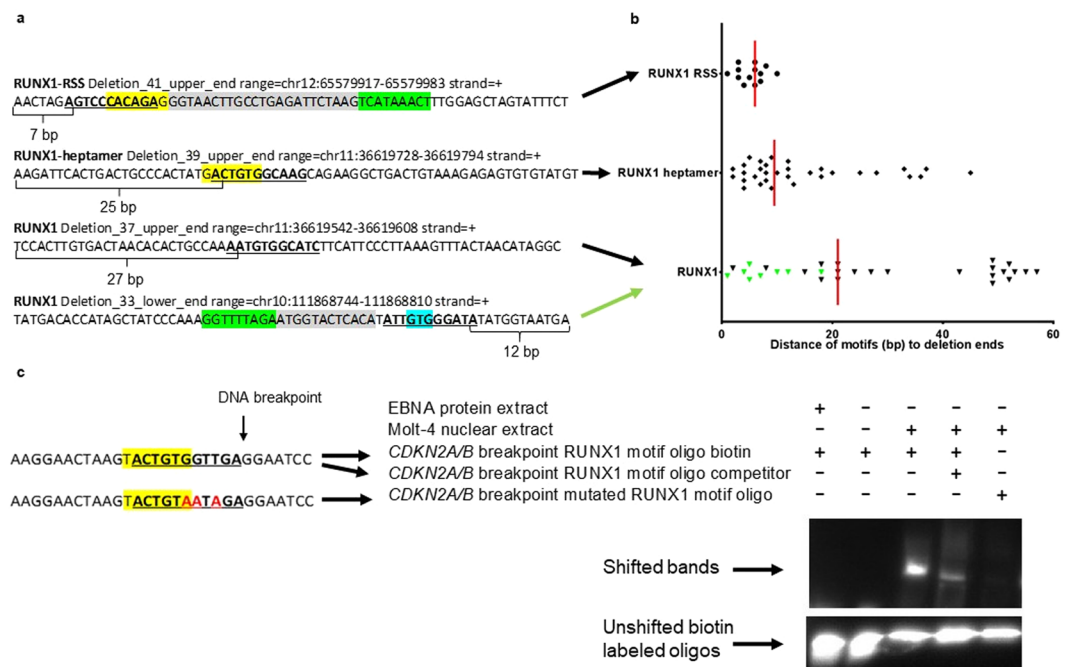 a
b
RUNX1-RSS Deletion_41_upper_end range=chr12:65579917-65579983 strand=+
AACTAGAGTCCCACAGAGGGTAACTTGCCTGAGATTCTAAGTCATAAACTTTGGAGCTAGTATTTCT
7 bp
RUNX1-heptamer Deletion_39_upper_end range=chr11:36619728-36619794 strand=+
AAGATTCACTGACTGCCCACTATGACTGTGGCAAGCAGAAGGCTGACTGTAAAGAGAGTGTGTATGT
25 bp
RUNX1 Deletion_37_upper_end range=chr11:36619542-36619608 strand=+
TCCACTTGTGACTAACACACTGCCAAAATGTGGCATCTTCATTCCCTTAAAGTTTACTAACATAGGC
27 bp
RUNX1 Deletion_33_lower_end range=chr10:111868744-111868810 strand=+
TATGACACCATAGCTATCCCAAAGGTTTTAGAATGGTACTCACATATTGTGGGATATATGGTAATGA
12 bp
RUNX1 RSS
RUNX1 heptamer
RUNX1
0 20 40 60
Distance of motifs (bp) to deletion ends
c
DNA breakpoint
AAGGAACTAAGTACTGTGGTTGAGGAATCC
AAGGAACTAAGTACTGTAATAGAGGAATCC
EBNA protein extract + − − − −
Molt-4 nuclear extract − − + + +
CDKN2A/B breakpoint RUNX1 motif oligo biotin + + + + −
CDKN2A/B breakpoint RUNX1 motif oligo competitor − − − + −
CDKN2A/B breakpoint mutated RUNX1 motif oligo − − − − +
Shifted bands
Unshifted biotin
labeled oligos